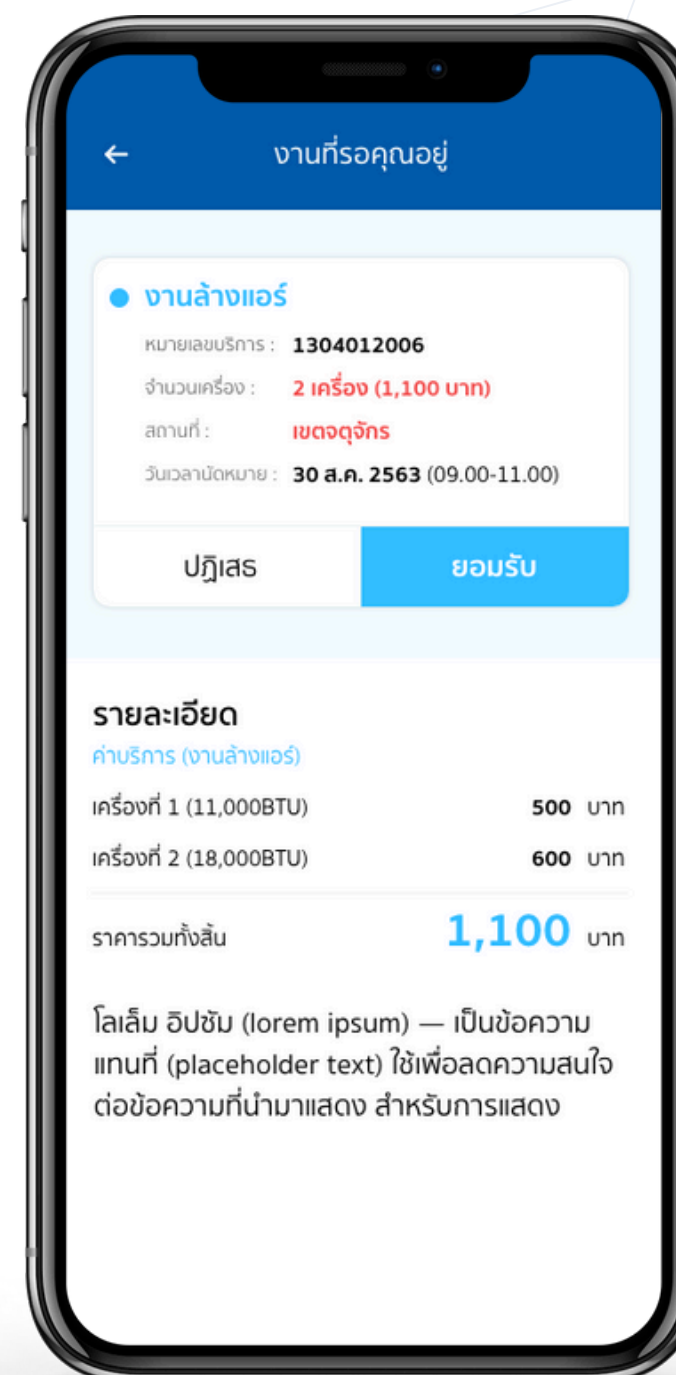 งานที่รอคุณอยู่
งานล้างแอร์
หมายเลขบริการ : 1304012006
จำนวนเครื่อง : 2 เครื่อง (1,100 บาท)
สถานที่ : เขตจตุจักร
วันเวลานัดหมาย : 30 ส.ค. 2563 (09.00-11.00)
ปฏิเสธ ยอมรับ
รายละเอียด
ค่าบริการ (งานล้างแอร์)
เครื่องที่ 1 (11,000BTU) 500 บาท
เครื่องที่ 2 (18,000BTU) 600 บาท
ราคารวมทั้งสิ้น 1,100 บาท
โลเล็ม อิปซัม (lorem ipsum) — เป็นข้อความ
แทนที่ (placeholder text) ใช้เพื่อลดความสนใจ
ต่อข้อความที่นำมาแสดง สำหรับการแสดง